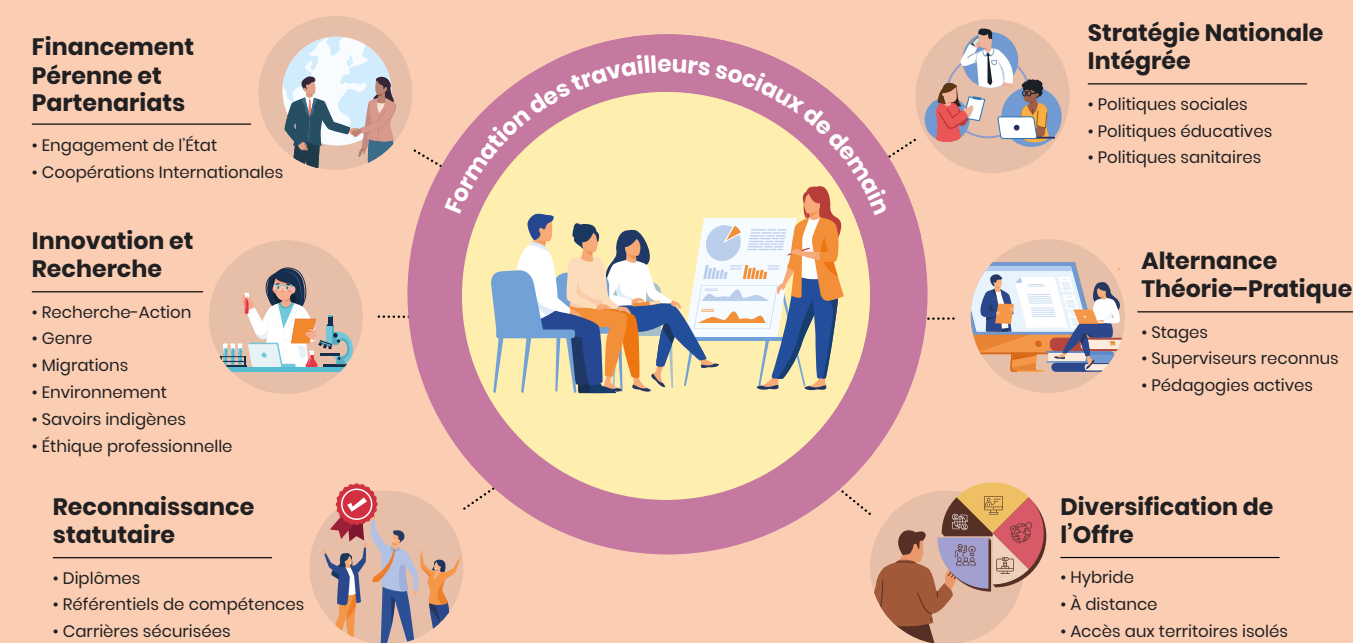 Formation des travailleurs sociaux de demain
Financement
Pérenne et
Partenariats
• Engagement de l'État
• Coopérations Internationales
Innovation et
Recherche
• Recherche-Action
• Genre
• Migrations
• Environnement
• Savoirs indigènes
• Éthique professionnelle
Reconnaissance
statutaire
• Diplômes
• Référentiels de compétences
• Carrières sécurisées
Stratégie Nationale
Intégrée
• Politiques sociales
• Politiques éducatives
• Politiques sanitaires
Alternance
Théorie–Pratique
• Stages
• Superviseurs reconnus
• Pédagogies actives
Diversification de
l'Offre
• Hybride
• À distance
• Accès aux territoires isolés